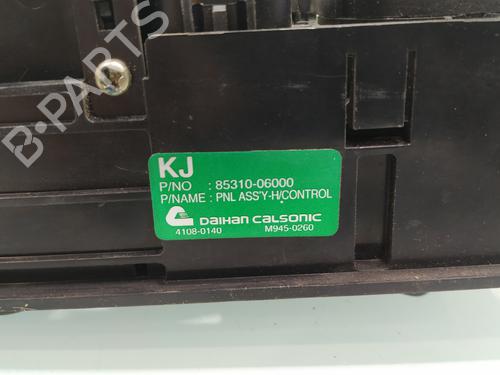 B-PARTS
KJ
P/NO : 85310-06000
P/NAME : PNL ASS'Y-H/CONTROL
DAIHAN CALSONIC
4108-0140 M945-0260